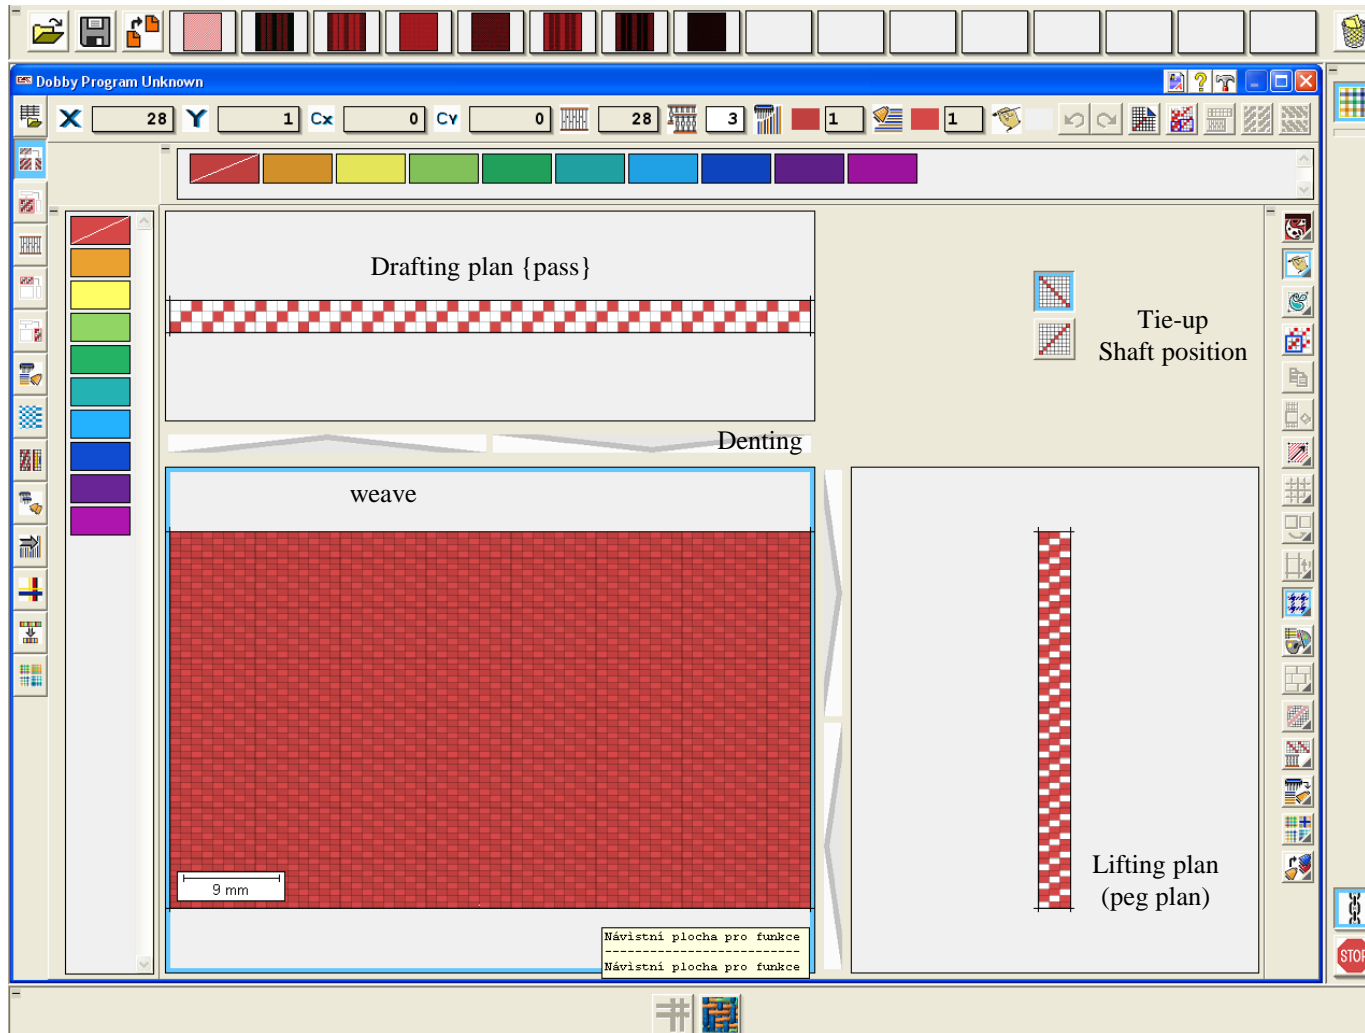 Dobby Program Unknown
X 28 Y 1 Cx 0 Cy 0 28 3 1 1
Drafting plan {pass}
Tie-up
Shaft position
Denting
weave
9 mm
Lifting plan
(peg plan)
Návistní plocha pro funkce
-------------------------
Návistní plocha pro funkce
STOP